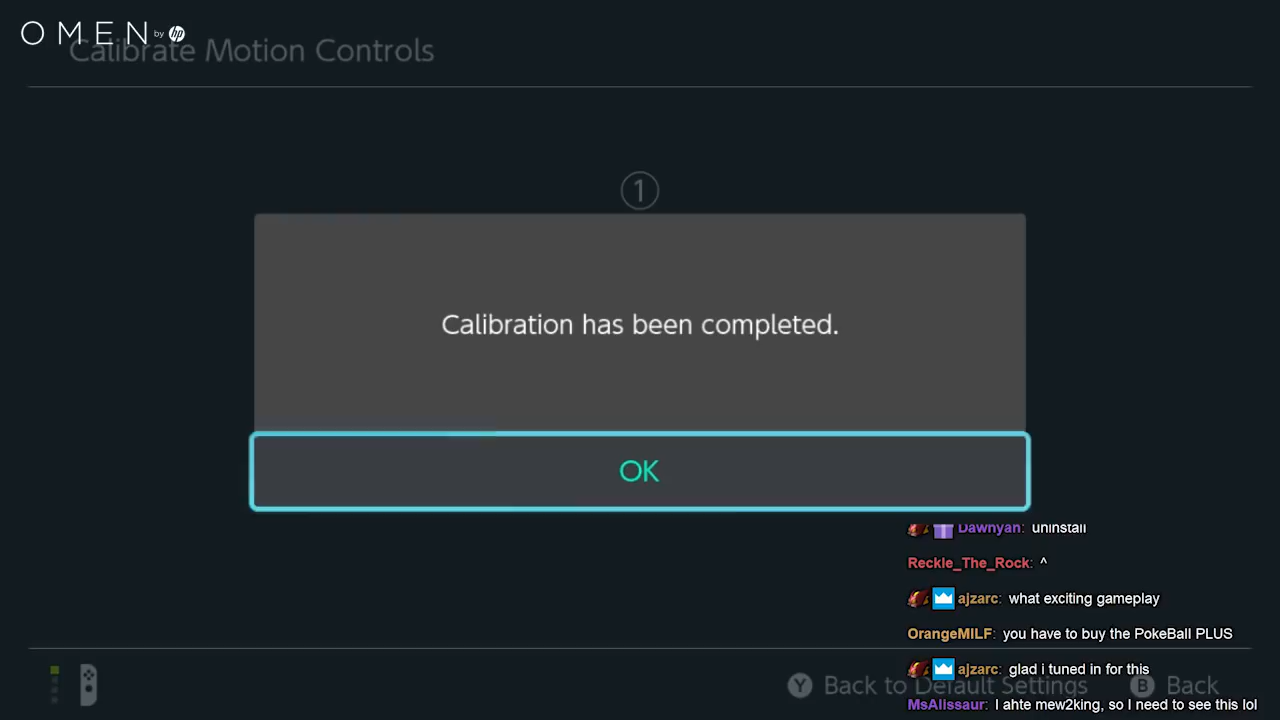 OMEN by hp
Calibrate Motion Controls
1
Calibration has been completed.
OK
Dawnyan: uninstall
Reckle_The_Rock: ^
ajzarc: what exciting gameplay
OrangeMILF: you have to buy the PokeBall PLUS
ajzarc: glad i tuned in for this
Y Back to Default Settings B Back
MsAlissaur: I ahte mew2king, so I need to see this lol